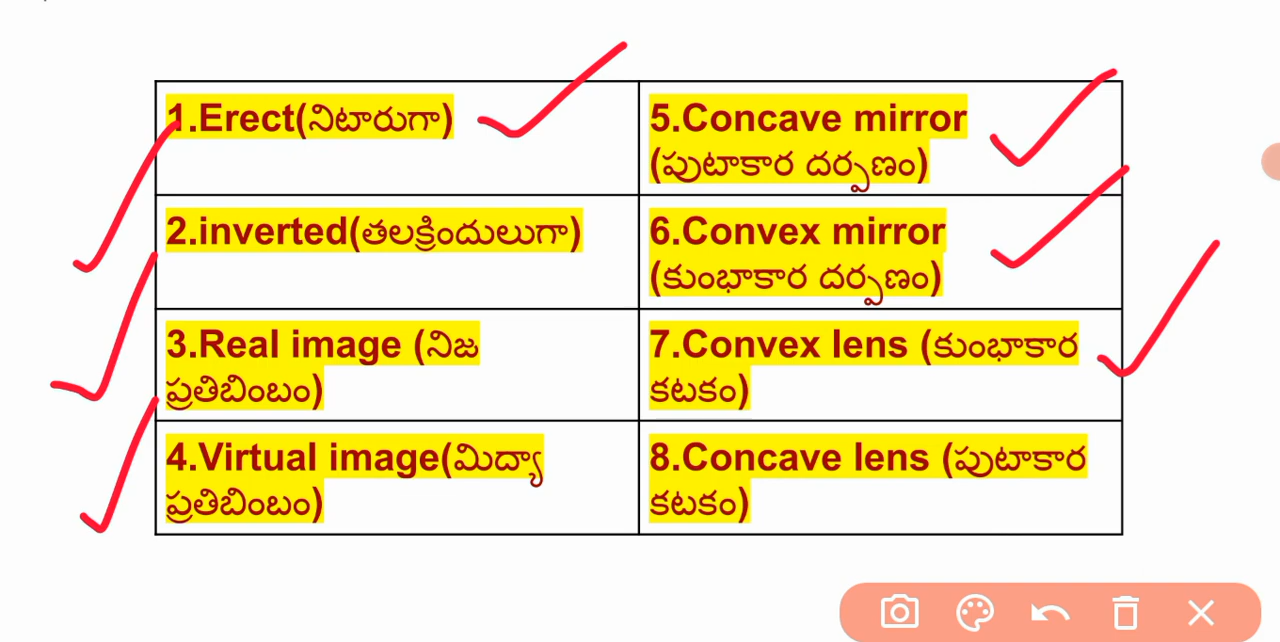 1.Erect(నిటారుగా)
2.inverted(తలక్రిందులుగా)
3.Real image (నిజ
ప్రతిబింబం)
4.Virtual image(మిద్యా
ప్రతిబింబం)
5.Concave mirror
(పుటాకార దర్పణం)
6.Convex mirror
(కుంభాకార దర్పణం)
7.Convex lens (కుంభాకార
కటకం)
8.Concave lens (పుటాకార
కటకం)